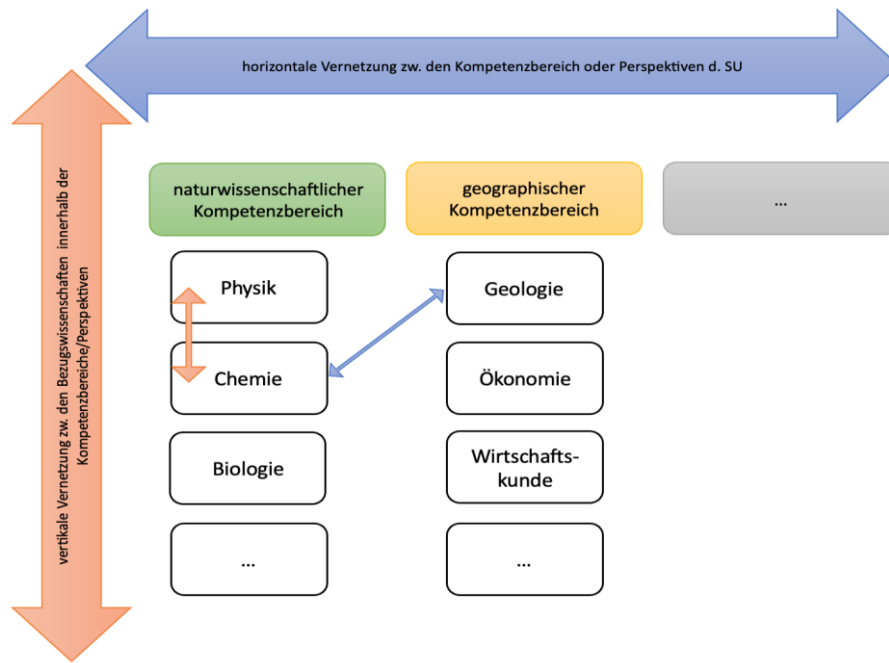 horizontale Vernetzung zw. den Kompetenzbereich oder Perspektiven d. SU
vertikale Vernetzung zw. den Bezugswissenschaften innerhalb der
Kompetenzbereiche/Perspektiven
naturwissenschaftlicher
Kompetenzbereich
geographischer
Kompetenzbereich
...
Physik
Geologie
Chemie
Ökonomie
Biologie
Wirtschafts-
kunde
...
...